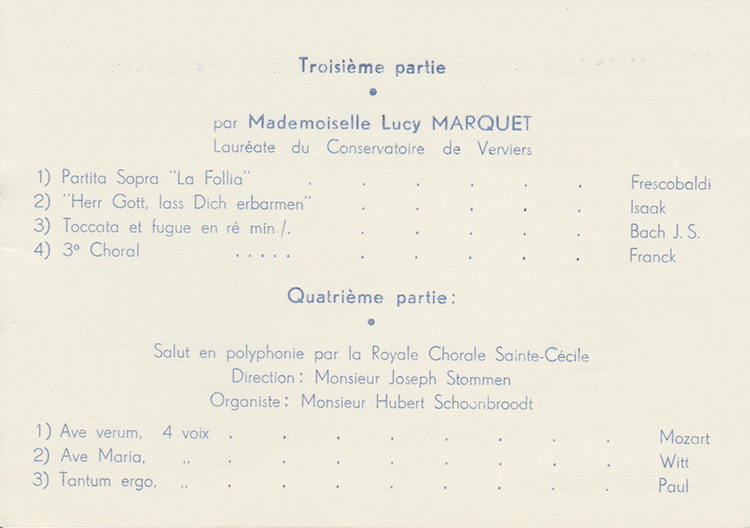 Troisième partie
•
par Mademoiselle Lucy MARQUET
Lauréate du Conservatoire de Verviers
1) Partita Sopra "La Follia" . . . . . . Frescobaldi
2) "Herr Gott, lass Dich erbarmen" . . . . . Isaak
3) Toccata et fugue en ré min./. . . . . . Bach J. S.
4) 3º Choral . . . . . . . . . . Franck
Quatrième partie :
•
Salut en polyphonie par la Royale Chorale Sainte-Cécile
Direction : Monsieur Joseph Stommen
Organiste : Monsieur Hubert Schoonbroodt
1) Ave verum, 4 voix . . . . . . . . Mozart
2) Ave Maria, ,, . . . . . . . . Witt
3) Tantum ergo, ,, . . . . . . . . Paul